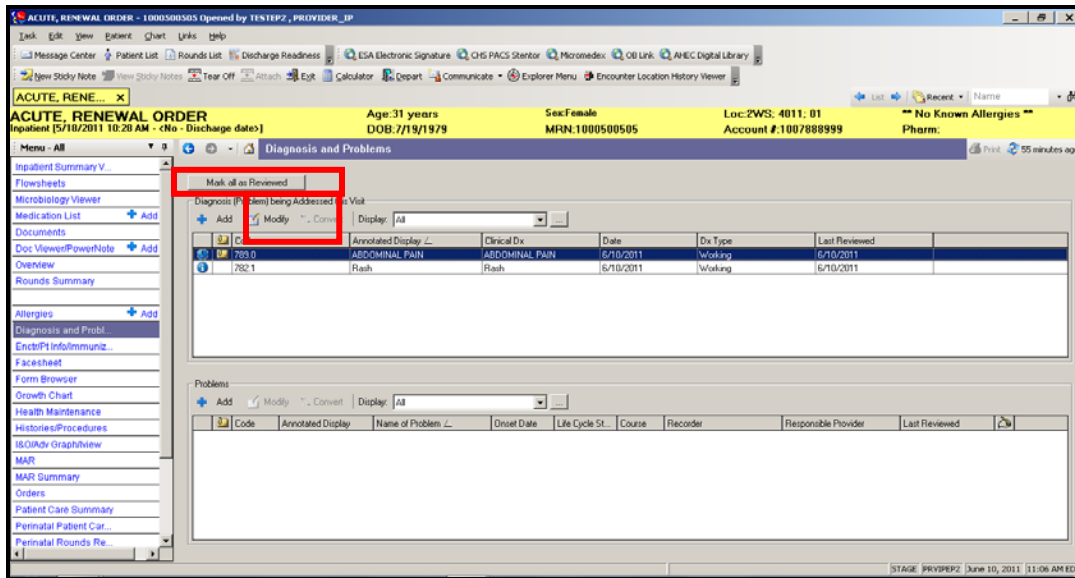 ACUTE, RENEWAL ORDER - 1000500505 Opened by TESTEP2 , PROVIDER_IP
Task Edit View Patient Chart Links Help
Message Center Patient List Rounds List Discharge Readiness ESA Electronic Signature CHS PACS Stentor Micromedex OB Link AHEC Digital Library
New Sticky Note View Sticky Notes Tear Off Attach Exit Calculator Depart Communicate Explorer Menu Encounter Location History Viewer
ACUTE, RENE... x List Recent Name
ACUTE, RENEWAL ORDER Age:31 years Sex:Female Loc:2WS; 4011; 01 ** No Known Allergies **
Inpatient [5/18/2011 10:28 AM - <No - Discharge date>] DOB:7/19/1979 MRN:1000500505 Account #:1007888999 Pharm:
Menu - All Diagnosis and Problems Print 55 minutes ago
Inpatient Summary V...
Mark all as Reviewed
Flowsheets
Microbiology Viewer
Diagnosis (Problem) being Addressed this Visit
Medication List Add
Add Modify Convert Display: All ...
Documents
Doc Viewer/PowerNote Add
Annotated Display Clinical Dx Date Dx Type Last Reviewed
789.0 ABDOMINAL PAIN ABDOMINAL PAIN 6/10/2011 Working 6/10/2011
782.1 Rash Rash 6/10/2011 Working 6/10/2011
Overview
Rounds Summary
Allergies Add
Diagnosis and Probl...
Enctr/Pt Info/Immuniz...
Facesheet
Form Browser
Growth Chart
Health Maintenance
Histories/Procedures
I&O/Adv Graph/Iview
MAR
MAR Summary
Orders
Patient Care Summary
Perinatal Patient Car...
Perinatal Rounds Re...
Problems
Add Modify Convert Display: All ...
Code Annotated Display Name of Problem Onset Date Life Cycle St... Course Recorder Responsible Provider Last Reviewed
STAGE PRVIPEP2 June 10, 2011 11:06 AM ED